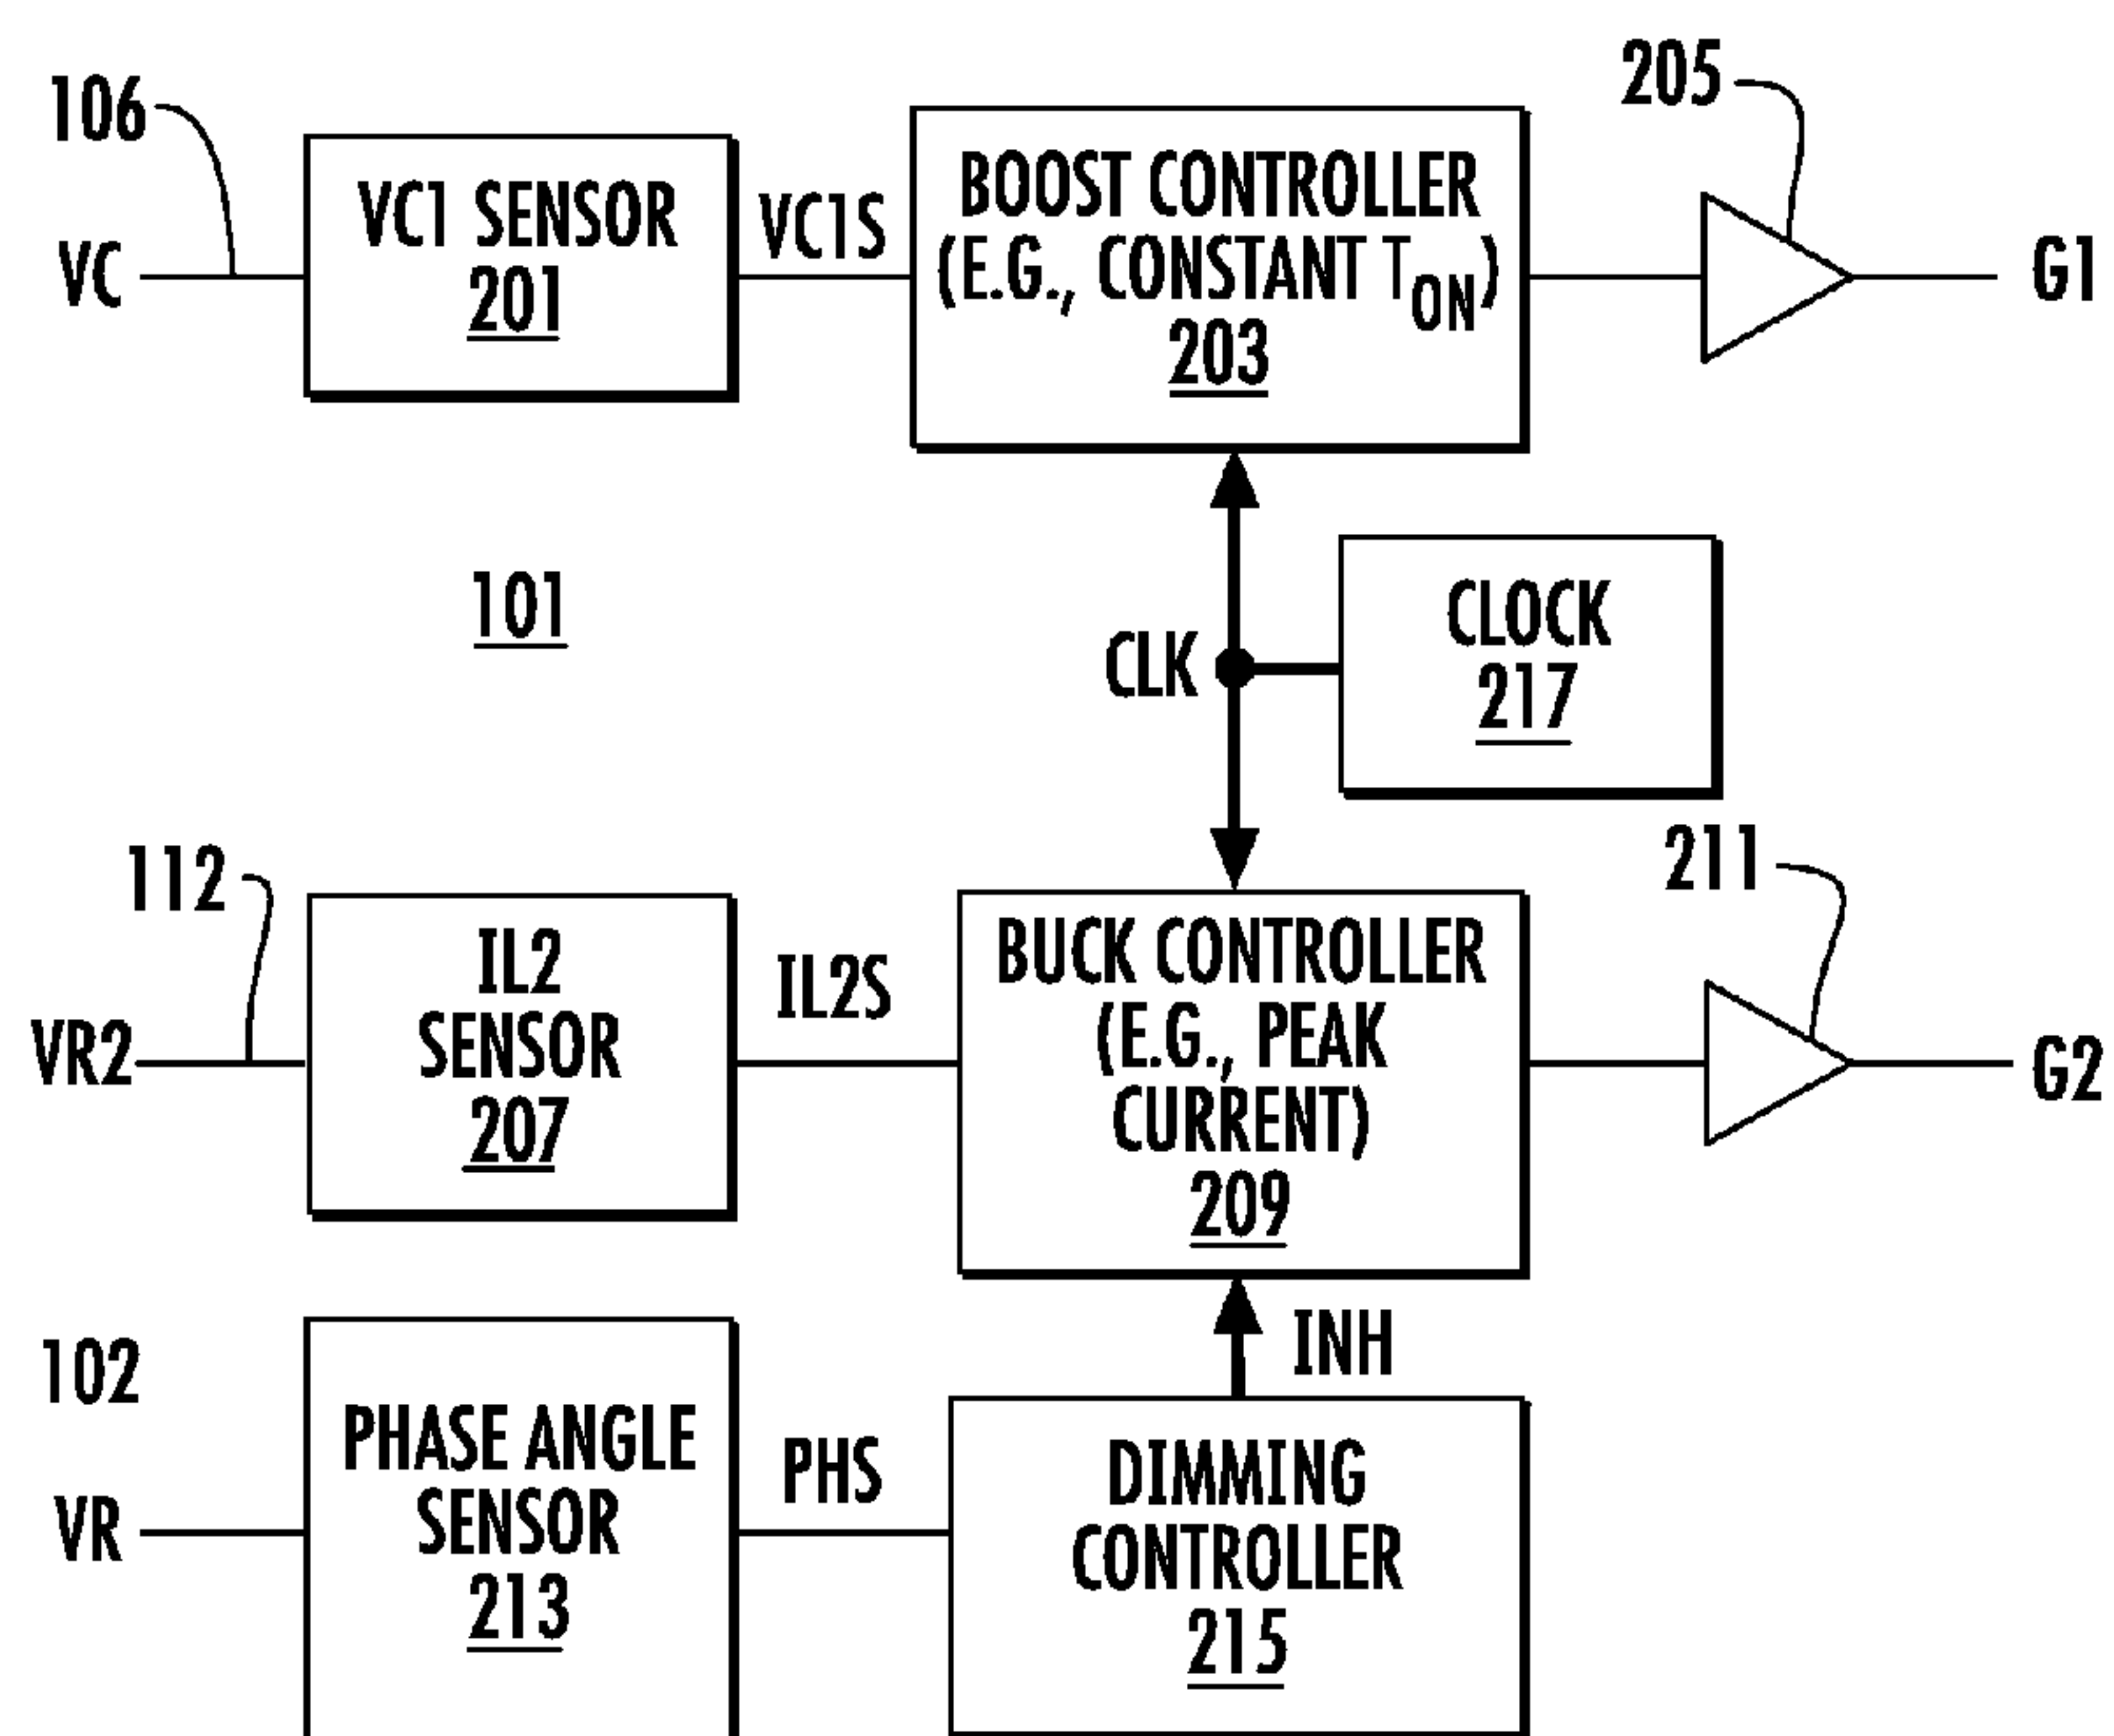 106
VC
VC1 SENSOR
201
VC1S
BOOST CONTROLLER
(E.G., CONSTANT TON)
203
205
G1
101
CLK
CLOCK
217
112
VR2
IL2
SENSOR
207
IL2S
BUCK CONTROLLER
(E.G., PEAK
CURRENT)
209
211
G2
INH
102
VR
PHASE ANGLE
SENSOR
213
PHS
DIMMING
CONTROLLER
215